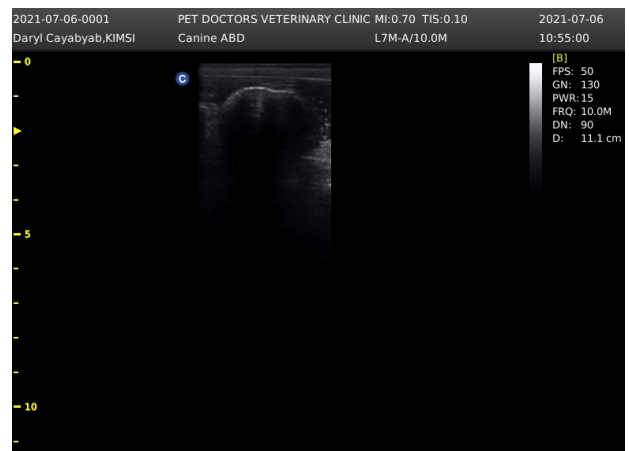 2021-07-06-0001 PET DOCTORS VETERINARY CLINIC MI:0.70 TIS:0.10 2021-07-06
Daryl Cayabyab,KIMSI Canine ABD L7M-A/10.0M 10:55:00
0
C
[B]
FPS: 50
GN: 130
PWR:15
FRQ: 10.0M
DN: 90
D: 11.1 cm
5
10